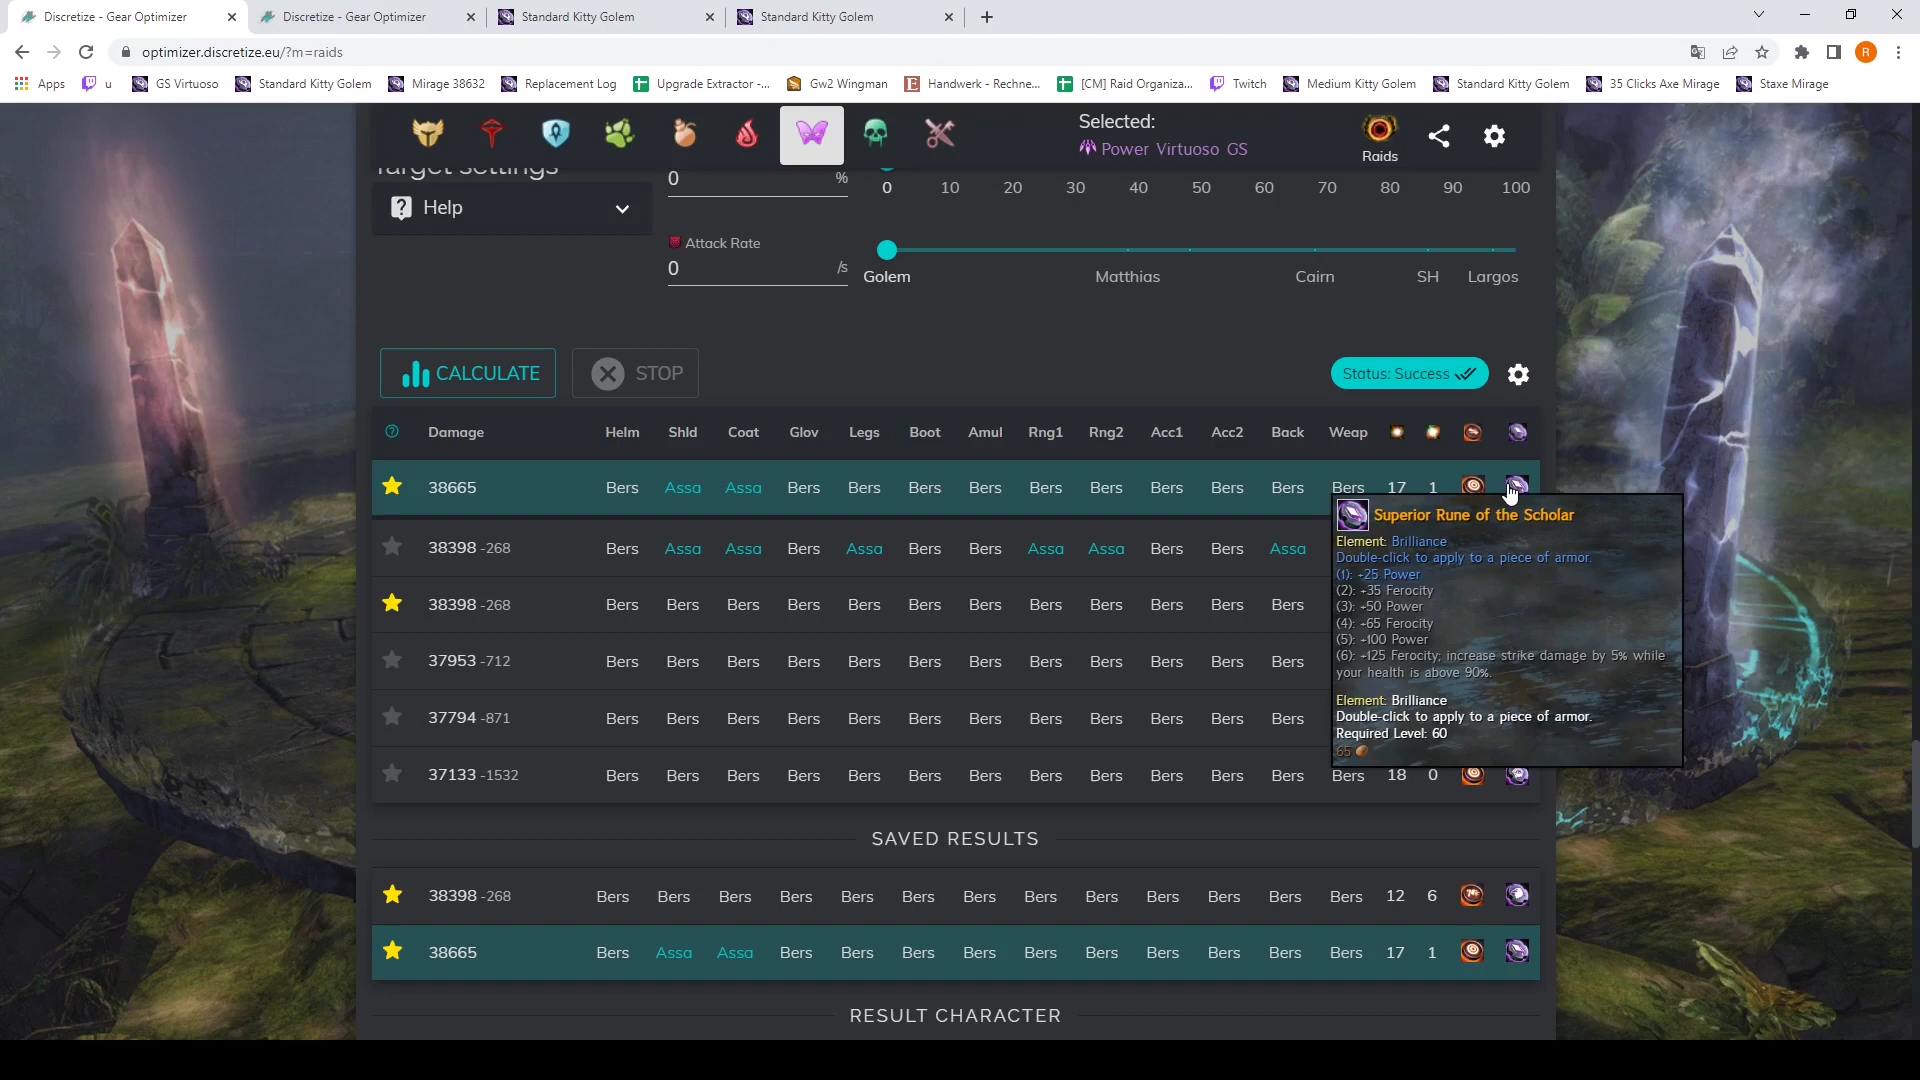 Discretize - Gear Optimizer
Discretize - Gear Optimizer
Standard Kitty Golem
Standard Kitty Golem
optimizer.discretize.eu/?m=raids
R
Apps
u
GS Virtuoso
Standard Kitty Golem
Mirage 38632
Replacement Log
Upgrade Extractor -...
Gw2 Wingman
Handwerk - Rechne...
[CM] Raid Organiza...
Twitch
Medium Kitty Golem
Standard Kitty Golem
35 Clicks Axe Mirage
Staxe Mirage
Selected:
Power Virtuoso GS
Raids
Target settings
Help
0 %
0 10 20 30 40 50 60 70 80 90 100
Attack Rate
0 /s
Golem Matthias Cairn SH Largos
CALCULATE
STOP
Status: Success
Damage Helm Shld Coat Glov Legs Boot Amul Rng1 Rng2 Acc1 Acc2 Back Weap
38665 Bers Assa Assa Bers Bers Bers Bers Bers Bers Bers Bers Bers Bers 17 1
38398 -268 Bers Assa Assa Bers Assa Bers Bers Assa Assa Bers Bers Assa
38398 -268 Bers Bers Bers Bers Bers Bers Bers Bers Bers Bers Bers Bers
37953 -712 Bers Bers Bers Bers Bers Bers Bers Bers Bers Bers Bers Bers
37794 -871 Bers Bers Bers Bers Bers Bers Bers Bers Bers Bers Bers Bers
37133 -1532 Bers Bers Bers Bers Bers Bers Bers Bers Bers Bers Bers Bers Bers 18 0
Superior Rune of the Scholar
Element: Brilliance
Double-click to apply to a piece of armor.
(1): +25 Power
(2): +35 Ferocity
(3): +50 Power
(4): +65 Ferocity
(5): +100 Power
(6): +125 Ferocity; increase strike damage by 5% while
your health is above 90%.
Element: Brilliance
Double-click to apply to a piece of armor.
Required Level: 60
65
SAVED RESULTS
38398 -268 Bers Bers Bers Bers Bers Bers Bers Bers Bers Bers Bers Bers Bers 12 6
38665 Bers Assa Assa Bers Bers Bers Bers Bers Bers Bers Bers Bers Bers 17 1
RESULT CHARACTER